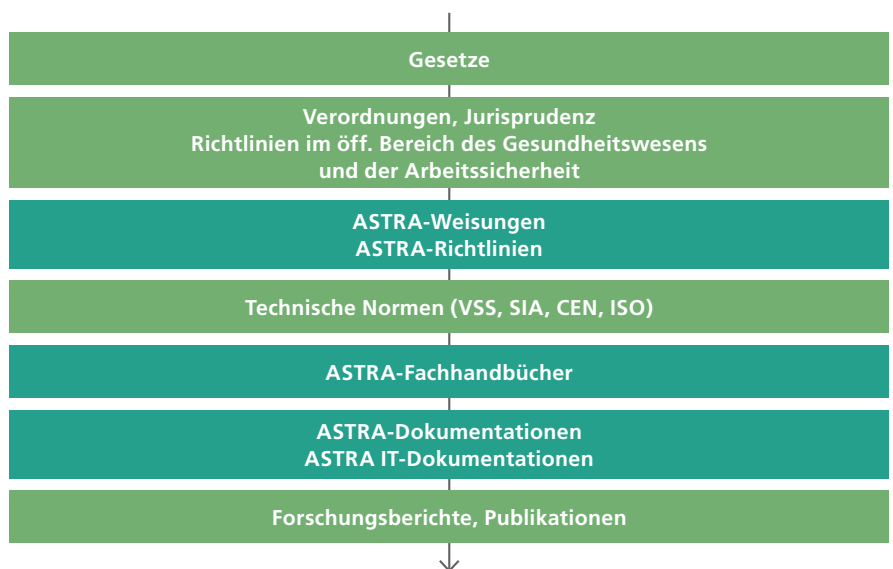 Gesetze
Verordnungen, Jurisprudenz
Richtlinien im öff. Bereich des Gesundheitswesens
und der Arbeitssicherheit
ASTRA-Weisungen
ASTRA-Richtlinien
Technische Normen (VSS, SIA, CEN, ISO)
ASTRA-Fachhandbücher
ASTRA-Dokumentationen
ASTRA IT-Dokumentationen
Forschungsberichte, Publikationen